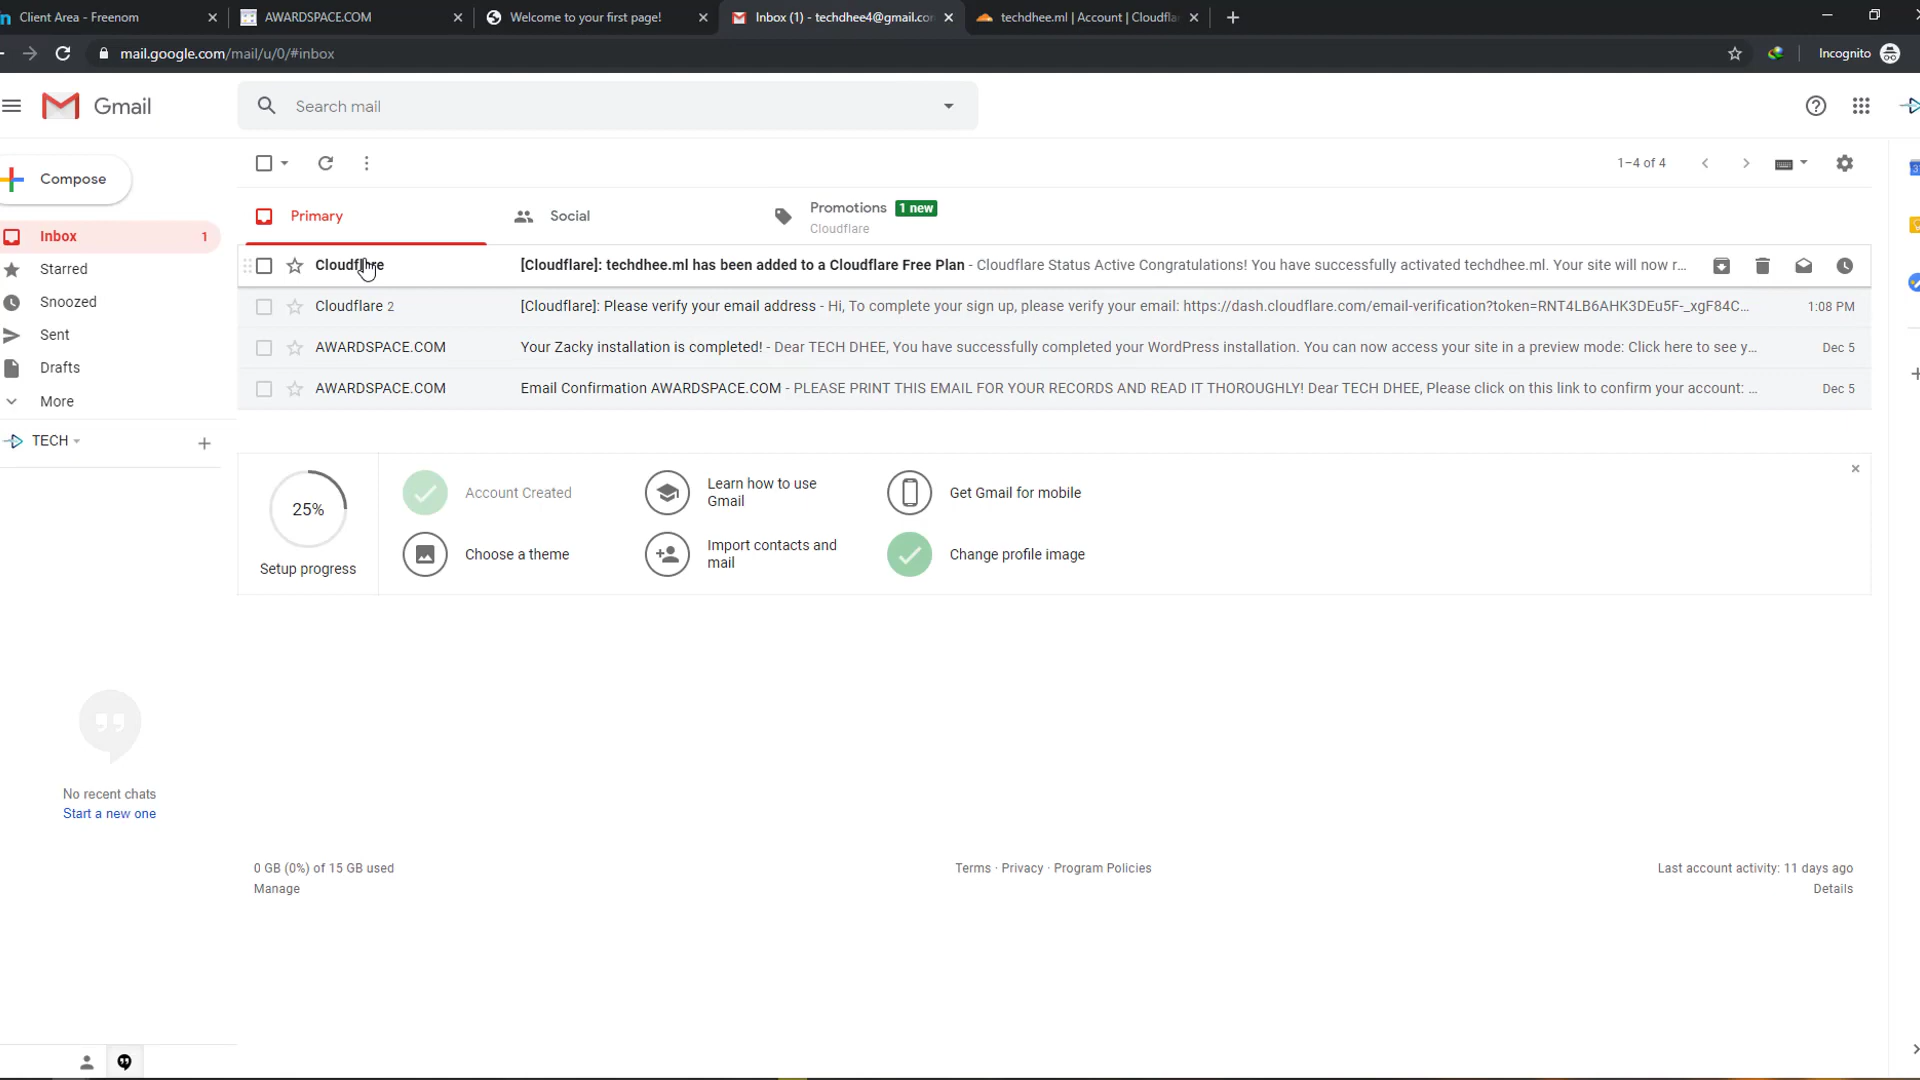 Client Area - Freenom
AWARDSPACE.COM
Welcome to your first page!
Inbox (1) - techdhee4@gmail.com
techdhee.ml | Account | Cloudfla
mail.google.com/mail/u/0/#inbox
Incognito
Gmail
Search mail
Compose
1–4 of 4
Primary
Social
Promotions 1 new
Cloudflare
Inbox 1
Starred
Snoozed
Sent
Drafts
More
TECH
Cloudflare [Cloudflare]: techdhee.ml has been added to a Cloudflare Free Plan - Cloudflare Status Active Congratulations! You have successfully activated techdhee.ml. Your site will now r...
Cloudflare 2 [Cloudflare]: Please verify your email address - Hi, To complete your sign up, please verify your email: https://dash.cloudflare.com/email-verification?token=RNT4LB6AHK3DEu5F-_xgF84C... 1:08 PM
AWARDSPACE.COM Your Zacky installation is completed! - Dear TECH DHEE, You have successfully completed your WordPress installation. You can now access your site in a preview mode: Click here to see y... Dec 5
AWARDSPACE.COM Email Confirmation AWARDSPACE.COM - PLEASE PRINT THIS EMAIL FOR YOUR RECORDS AND READ IT THOROUGHLY! Dear TECH DHEE, Please click on this link to confirm your account: ... Dec 5
25%
Setup progress
Account Created
Learn how to use
Gmail
Get Gmail for mobile
Choose a theme
Import contacts and
mail
Change profile image
No recent chats
Start a new one
0 GB (0%) of 15 GB used
Manage
Terms · Privacy · Program Policies
Last account activity: 11 days ago
Details